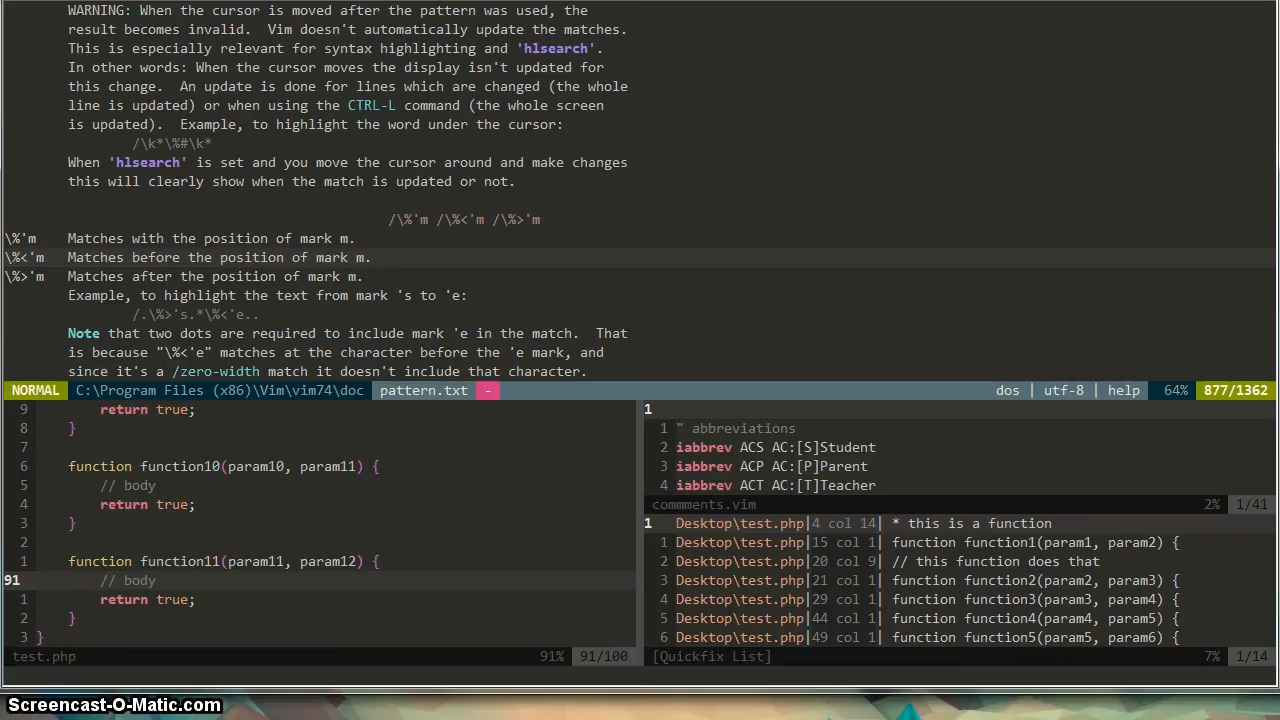 WARNING: When the cursor is moved after the pattern was used, the
result becomes invalid.  Vim doesn't automatically update the matches.
This is especially relevant for syntax highlighting and 'hlsearch'.
In other words: When the cursor moves the display isn't updated for
this change.  An update is done for lines which are changed (the whole
line is updated) or when using the CTRL-L command (the whole screen
is updated).  Example, to highlight the word under the cursor:
/\k*\%#\k*
When 'hlsearch' is set and you move the cursor around and make changes
this will clearly show when the match is updated or not.
/\%'m /\%<'m /\%>'m
\%'m    Matches with the position of mark m.
\%<'m   Matches before the position of mark m.
\%>'m   Matches after the position of mark m.
Example, to highlight the text from mark 's to 'e:
/.\%>'s.*\%<'e..
Note that two dots are required to include mark 'e in the match.  That
is because "\%<'e" matches at the character before the 'e mark, and
since it's a /zero-width match it doesn't include that character.
NORMAL C:\Program Files (x86)\Vim\vim74\doc pattern.txt - dos | utf-8 | help 64% 877/1362
9 return true;
8 }
7
6 function function10(param10, param11) {
5 // body
4 return true;
3 }
2
1 function function11(param11, param12) {
91 // body
1 return true;
2 }
3 }
test.php 91% 91/100
1
1 " abbreviations
2 iabbrev ACS AC:[S]Student
3 iabbrev ACP AC:[P]Parent
4 iabbrev ACT AC:[T]Teacher
commments.vim 2% 1/41
1 Desktop\test.php|4 col 14| * this is a function
1 Desktop\test.php|15 col 1| function function1(param1, param2) {
2 Desktop\test.php|20 col 9| // this function does that
3 Desktop\test.php|21 col 1| function function2(param2, param3) {
4 Desktop\test.php|29 col 1| function function3(param3, param4) {
5 Desktop\test.php|44 col 1| function function4(param4, param5) {
6 Desktop\test.php|49 col 1| function function5(param5, param6) {
[Quickfix List] 7% 1/14
Screencast-O-Matic.com